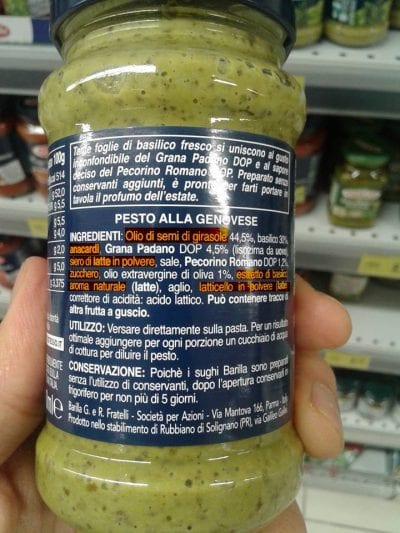 100g
514
Tenere foglie di basilico fresco si uniscono al gusto
inconfondibile del Grana Padano DOP e al sapore
deciso del Pecorino Romano DOP. Preparato senza
conservanti aggiunti, è pronto per farti portare in
tavola il profumo dell'estate.
PESTO ALLA GENOVESE
INGREDIENTI: Olio di semi di girasole 44,5%, basilico 30%,
anacardi, Grana Padano DOP 4,5% (lisozima da uovo),
siero di latte in polvere, sale, Pecorino Romano DOP 1,2%
zucchero, olio extravergine di oliva 1%, estratto di basilico
aroma naturale (latte), aglio, latticello in polvere (latte)
correttore di acidità: acido lattico. Può contenere tracce di
altra frutta a guscio.
UTILIZZO: Versare direttamente sulla pasta. Per un risultato
ottimale aggiungere per ogni porzione un cucchiaio di acqua
di cottura per diluire il pesto.
CONSERVAZIONE: Poichè i sughi Barilla sono preparati
senza l'utilizzo di conservanti, dopo l'apertura conservali in
frigorifero per non più di 5 giorni.
Barilla G. e R. Fratelli - Società per Azioni - Via Mantova 166, Parma - Italy
Prodotto nello stabilimento di Rubbiano di Solignano (PR), via Galileo Galilei